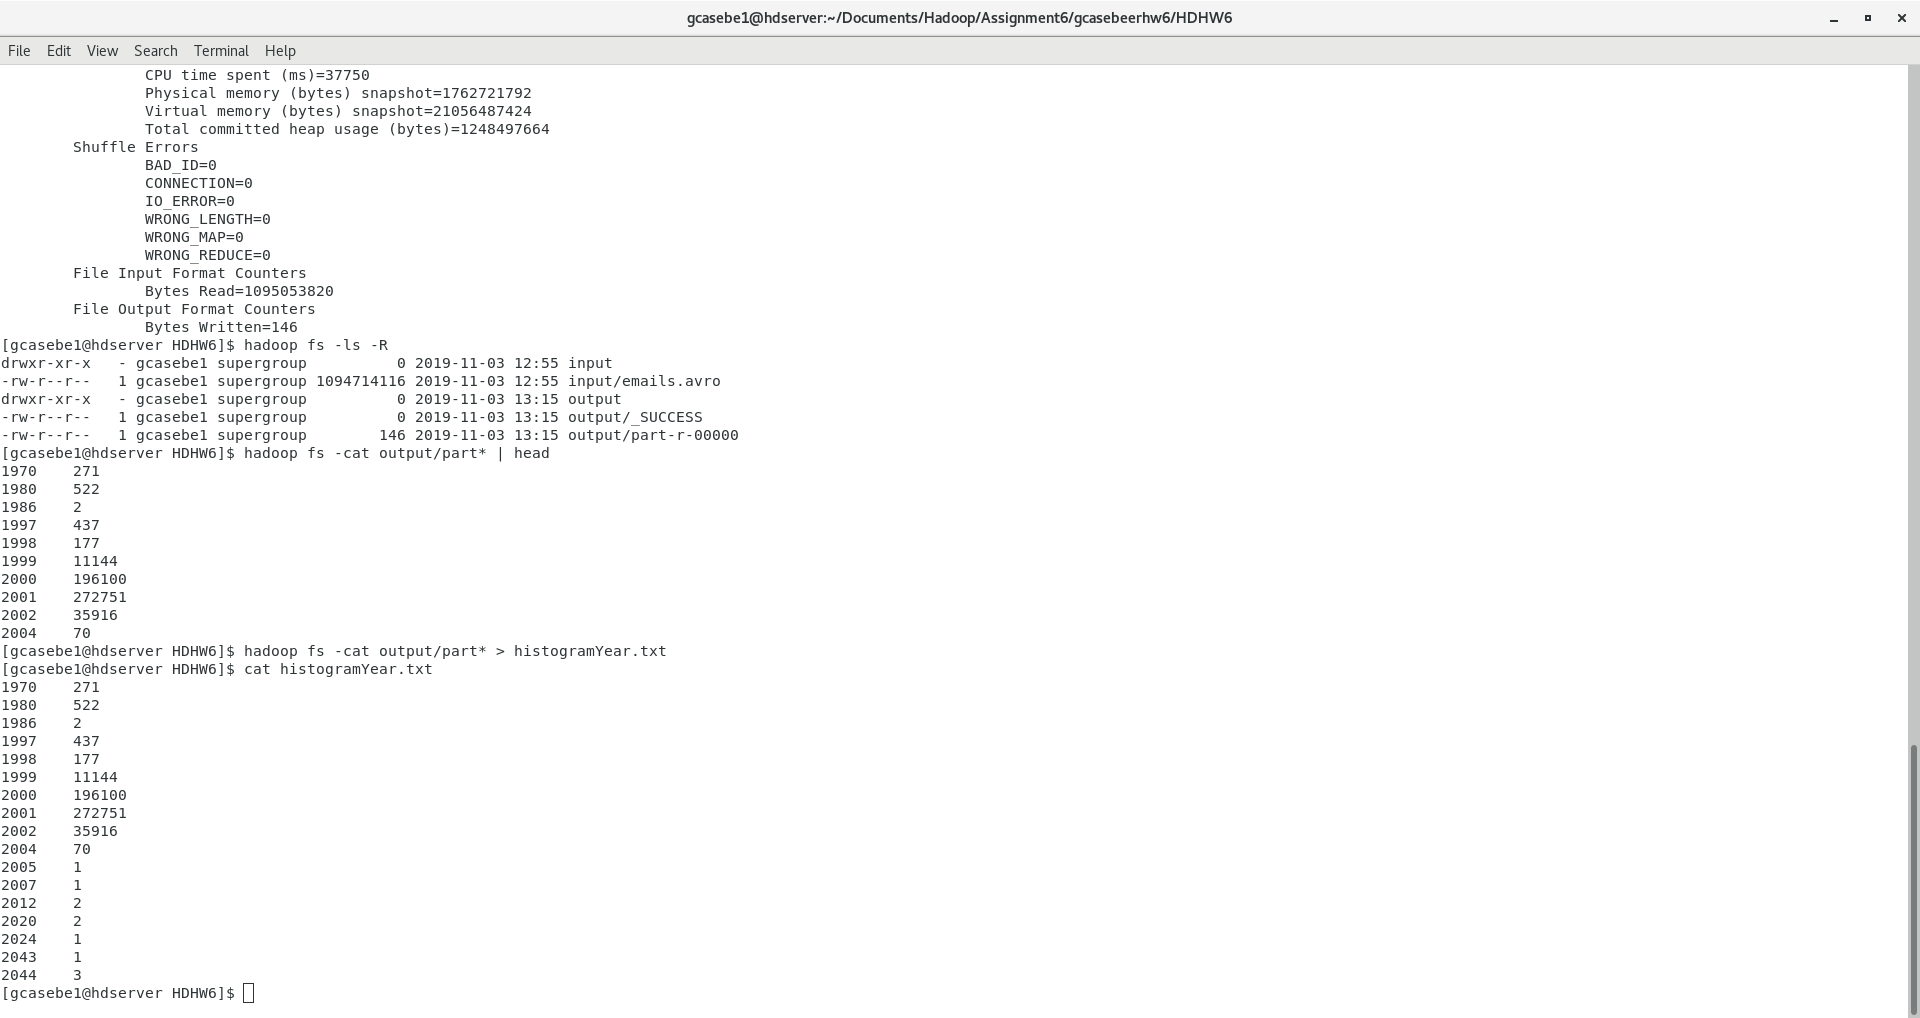 gcasebe1@hdserver:~/Documents/Hadoop/Assignment6/gcasebeerhw6/HDHW6
File Edit View Search Terminal Help
CPU time spent (ms)=37750
Physical memory (bytes) snapshot=1762721792
Virtual memory (bytes) snapshot=21056487424
Total committed heap usage (bytes)=1248497664
Shuffle Errors
BAD_ID=0
CONNECTION=0
IO_ERROR=0
WRONG_LENGTH=0
WRONG_MAP=0
WRONG_REDUCE=0
File Input Format Counters
Bytes Read=1095053820
File Output Format Counters
Bytes Written=146
[gcasebe1@hdserver HDHW6]$ hadoop fs -ls -R
drwxr-xr-x   - gcasebe1 supergroup          0 2019-11-03 12:55 input
-rw-r--r--   1 gcasebe1 supergroup 1094714116 2019-11-03 12:55 input/emails.avro
drwxr-xr-x   - gcasebe1 supergroup          0 2019-11-03 13:15 output
-rw-r--r--   1 gcasebe1 supergroup          0 2019-11-03 13:15 output/_SUCCESS
-rw-r--r--   1 gcasebe1 supergroup        146 2019-11-03 13:15 output/part-r-00000
[gcasebe1@hdserver HDHW6]$ hadoop fs -cat output/part* | head
1970    271
1980    522
1986    2
1997    437
1998    177
1999    11144
2000    196100
2001    272751
2002    35916
2004    70
[gcasebe1@hdserver HDHW6]$ hadoop fs -cat output/part* > histogramYear.txt
[gcasebe1@hdserver HDHW6]$ cat histogramYear.txt
1970    271
1980    522
1986    2
1997    437
1998    177
1999    11144
2000    196100
2001    272751
2002    35916
2004    70
2005    1
2007    1
2012    2
2020    2
2024    1
2043    1
2044    3
[gcasebe1@hdserver HDHW6]$